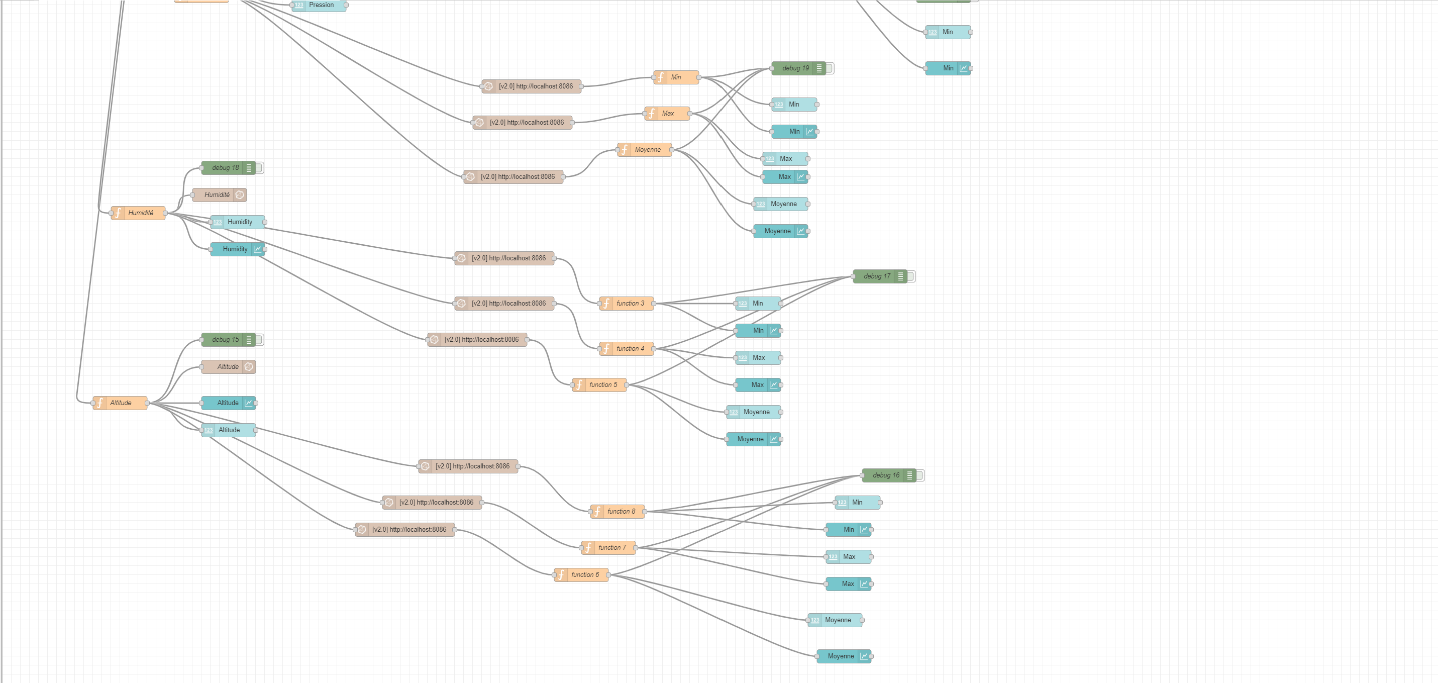 Pression
Min
Min
debug 19
Min
[v2.0] http://localhost:8086
Min
Min
Max
[v2.0] http://localhost:8086
Min
Moyenne
Max
[v2.0] http://localhost:8086
Max
Moyenne
Moyenne
debug 18
Humidité
Humidité
Humidity
Humidity
[v2.0] http://localhost:8086
debug 17
[v2.0] http://localhost:8086
function 3
Min
Min
[v2.0] http://localhost:8086
function 4
Max
function 5
Max
Moyenne
Moyenne
debug 15
Altitude
Altitude
Altitude
Altitude
[v2.0] http://localhost:8086
debug 16
[v2.0] http://localhost:8086
function 8
Min
[v2.0] http://localhost:8086
Min
function 7
Max
function 6
Max
Moyenne
Moyenne